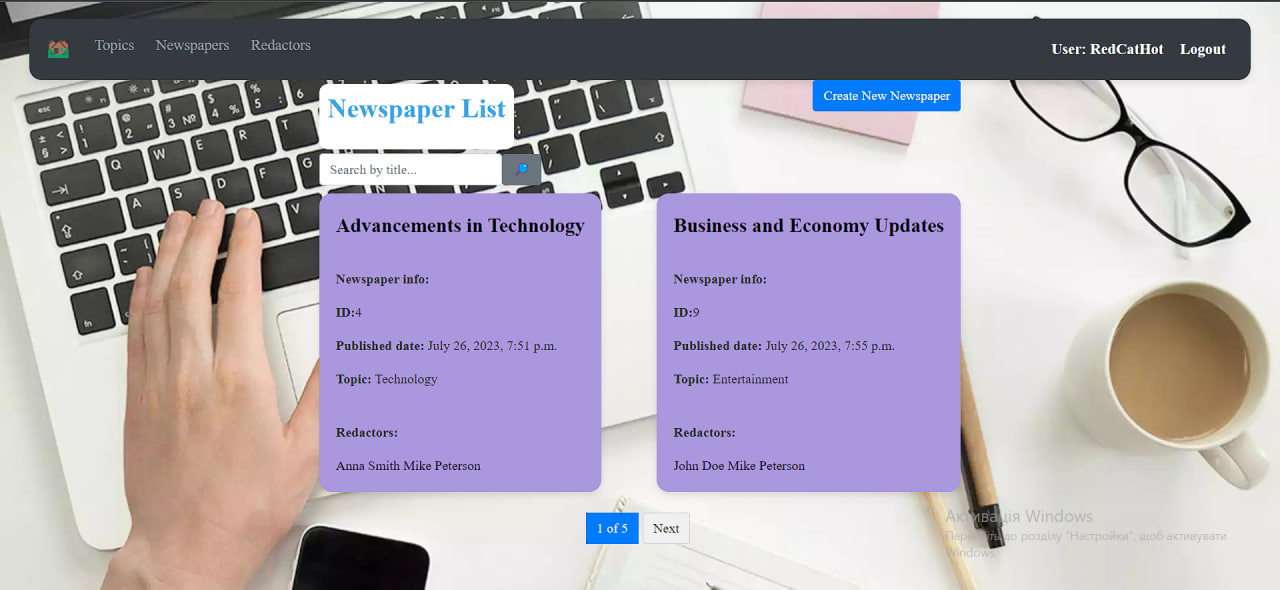 Topics Newspapers Redactors User: RedCatHot Logout
Newspaper List
Create New Newspaper
Search by title...
Advancements in Technology
Newspaper info:
ID:4
Published date: July 26, 2023, 7:51 p.m.
Topic: Technology
Redactors:
Anna Smith Mike Peterson
Business and Economy Updates
Newspaper info:
ID:9
Published date: July 26, 2023, 7:55 p.m.
Topic: Entertainment
Redactors:
John Doe Mike Peterson
1 of 5 Next
Активація Windows
Перейдіть до розділу "Настройки", щоб активувати
Windows.